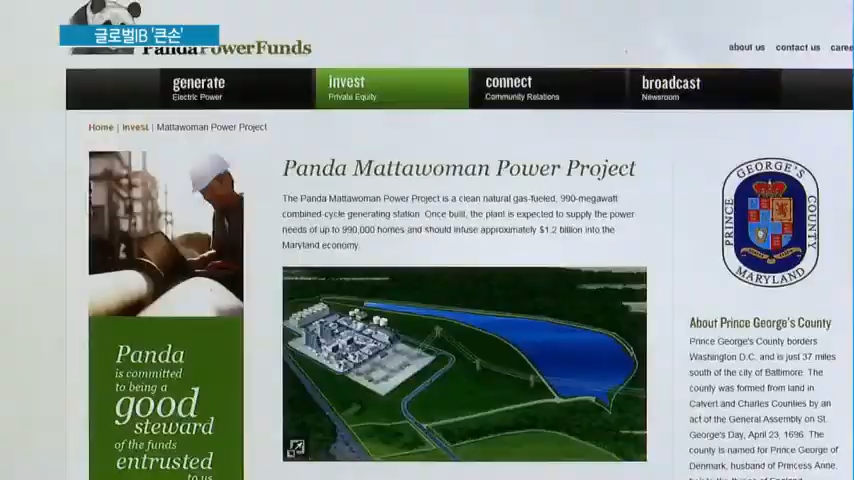 글로벌IB '큰손'
PandaPowerFunds
about us contact us caree
generate
Electric Power
invest
Private Equity
connect
Community Relations
broadcast
Newsroom
Home | Invest | Mattawoman Power Project
Panda Mattawoman Power Project
The Panda Mattawoman Power Project is a clean natural gas-fueled, 990-megawatt
combined-cycle generating station. Once built, the plant is expected to supply the power
needs of up to 990,000 homes and should infuse approximately $1.2 billion into the
Maryland economy.
Panda
is committed
to being a
good
steward
of the funds
entrusted
to us
PRINCE GEORGE'S COUNTY
MARYLAND
About Prince George's County
Prince George's County borders
Washington D.C. and is just 37 miles
south of the city of Baltimore. The
county was formed from land in
Calvert and Charles Counties by an
act of the General Assembly on St.
George's Day, April 23, 1696. The
county is named for Prince George of
Denmark, husband of Princess Anne,